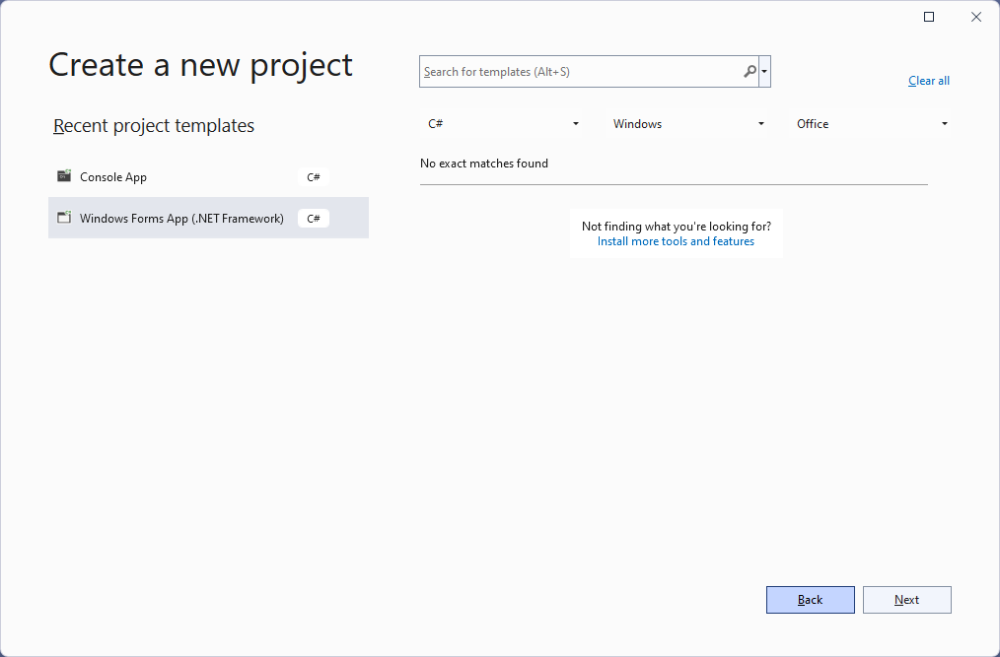 Create a new project
Search for templates (Alt+S)
Clear all
Recent project templates
C#
Windows
Office
No exact matches found
Console App
C#
Windows Forms App (.NET Framework)
C#
Not finding what you're looking for?
Install more tools and features
Back
Next